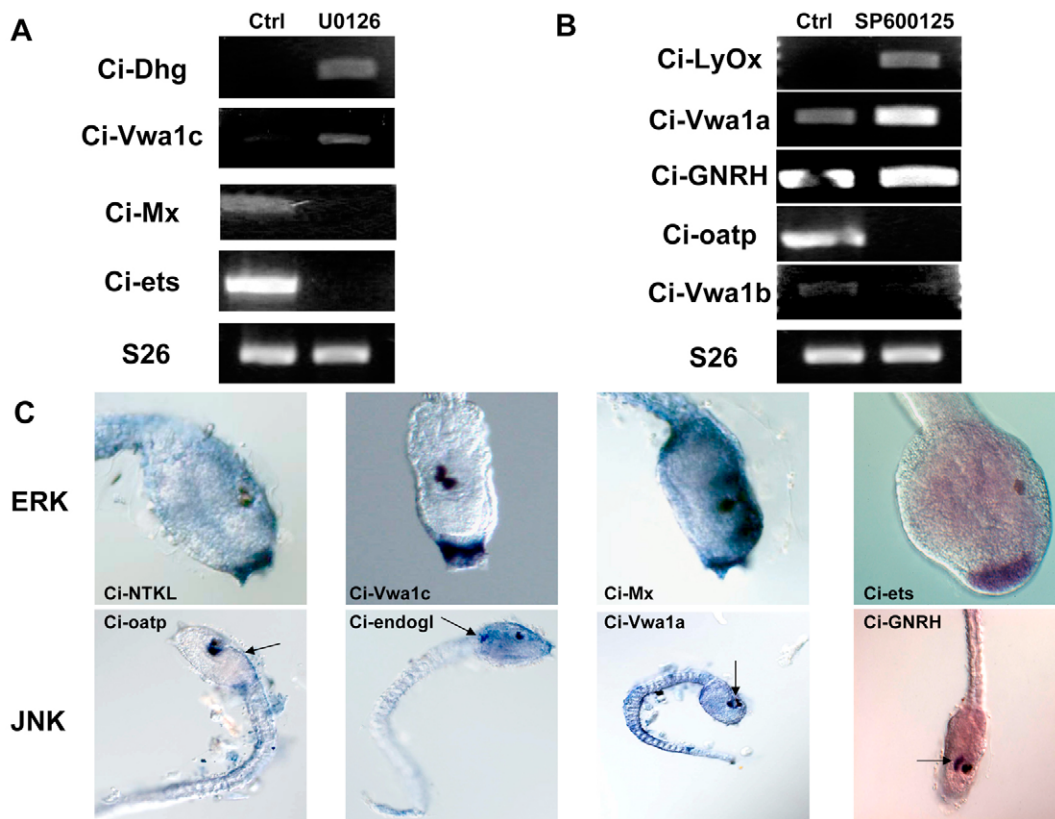 A
Ctrl U0126
Ci-Dhg
Ci-Vwa1c
Ci-Mx
Ci-ets
S26
B
Ctrl SP600125
Ci-LyOx
Ci-Vwa1a
Ci-GNRH
Ci-oatp
Ci-Vwa1b
S26
C
ERK
Ci-NTKL
Ci-Vwa1c
Ci-Mx
Ci-ets
JNK
Ci-oatp
Ci-endogl
Ci-Vwa1a
Ci-GNRH